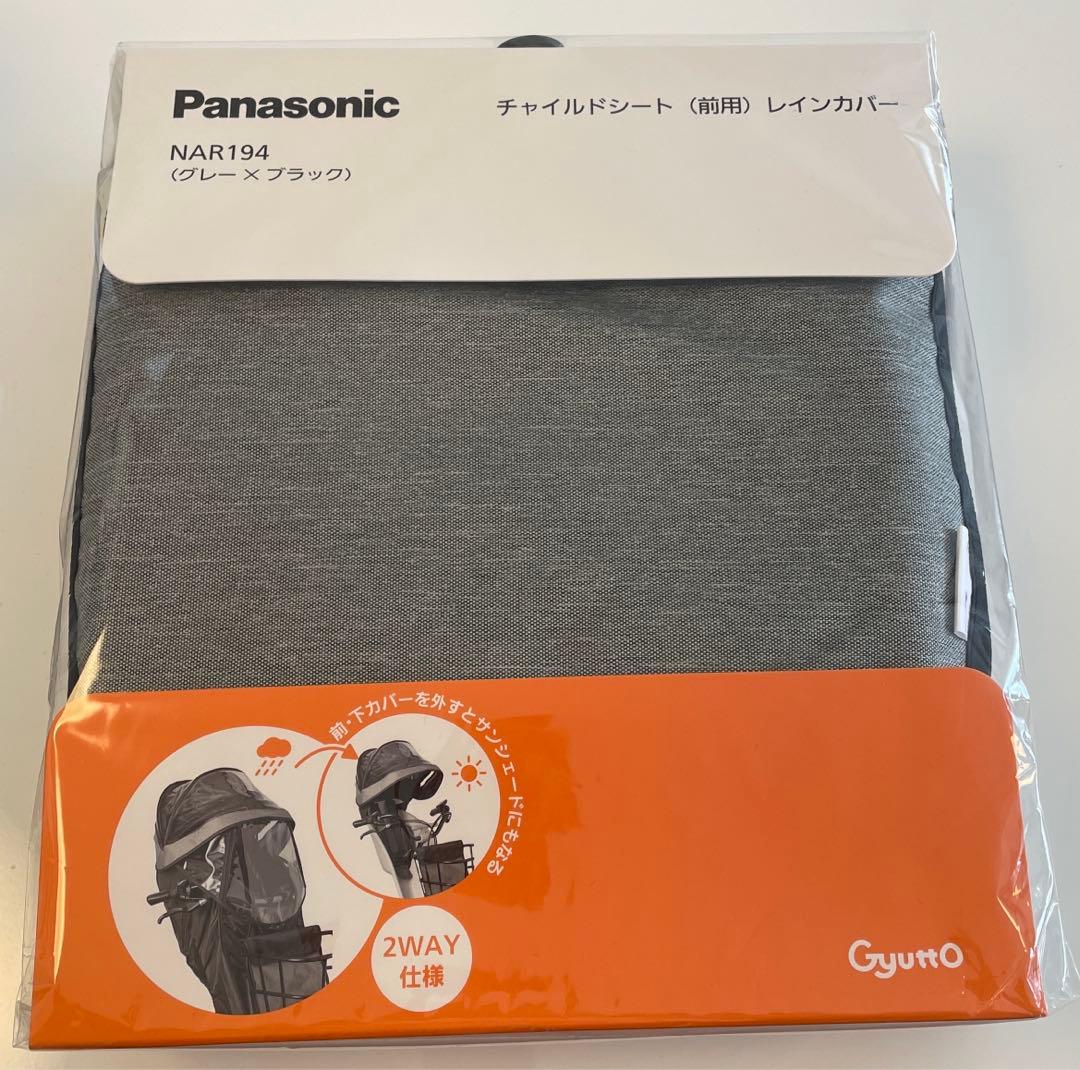 Panasonic
チャイルドシート（前用）レインカバー
NAR194
（グレー×ブラック）
前・下カバーを外すとサンシェードにもなる
2WAY
仕様
Gyutto